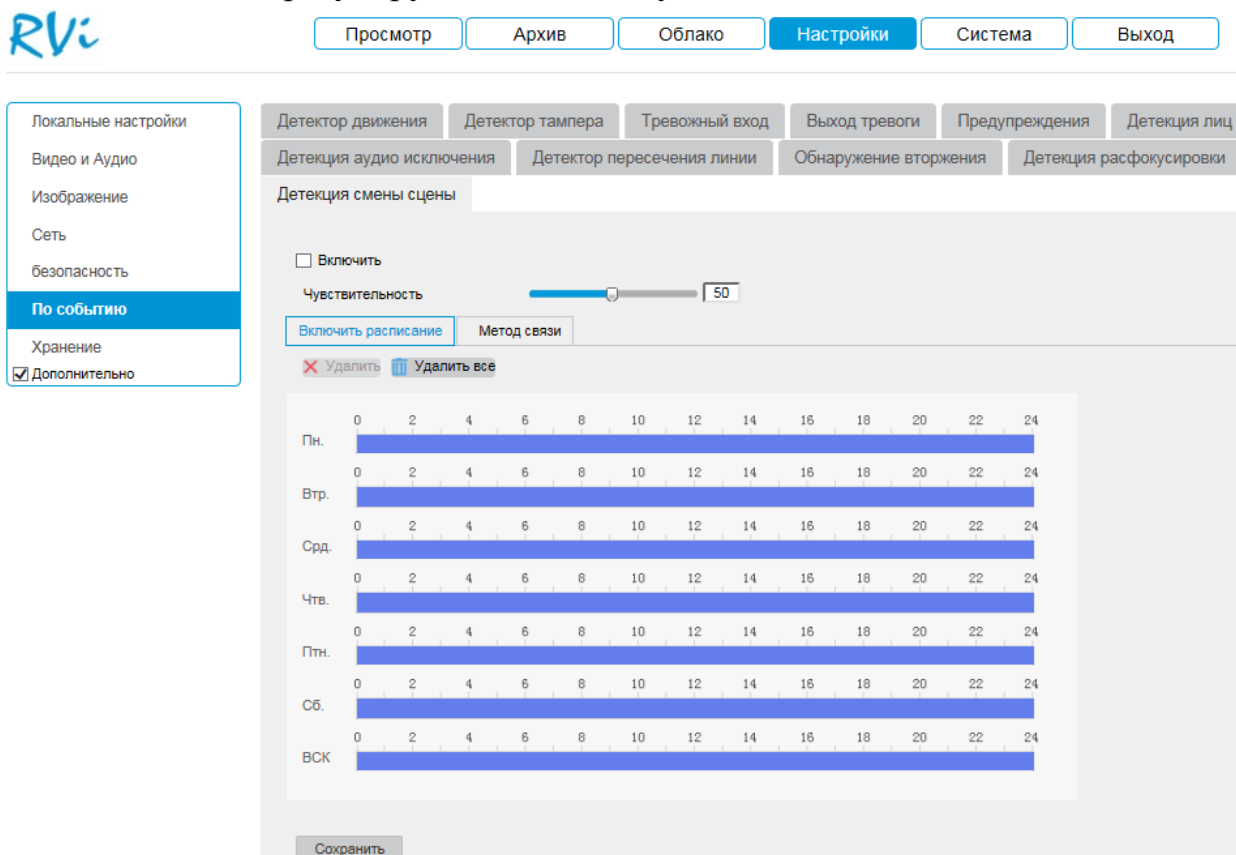 RVi
Просмотр Архив Облако Настройки Система Выход
Локальные настройки
Видео и Аудио
Изображение
Сеть
безопасность
По событию
Хранение
Дополнительно
Детектор движения Детектор тампера Тревожный вход Выход тревоги Предупреждения Детекция лиц
Детекция аудио исключения Детектор пересечения линии Обнаружение вторжения Детекция расфокусировки
Детекция смены сцены
Включить
Чувствительность 50
Включить расписание Метод связи
Удалить Удалить все
0 2 4 6 8 10 12 14 16 18 20 22 24
Пн.
0 2 4 6 8 10 12 14 16 18 20 22 24
Втр.
0 2 4 6 8 10 12 14 16 18 20 22 24
Срд.
0 2 4 6 8 10 12 14 16 18 20 22 24
Чтв.
0 2 4 6 8 10 12 14 16 18 20 22 24
Птн.
0 2 4 6 8 10 12 14 16 18 20 22 24
Сб.
0 2 4 6 8 10 12 14 16 18 20 22 24
ВСК
Сохранить